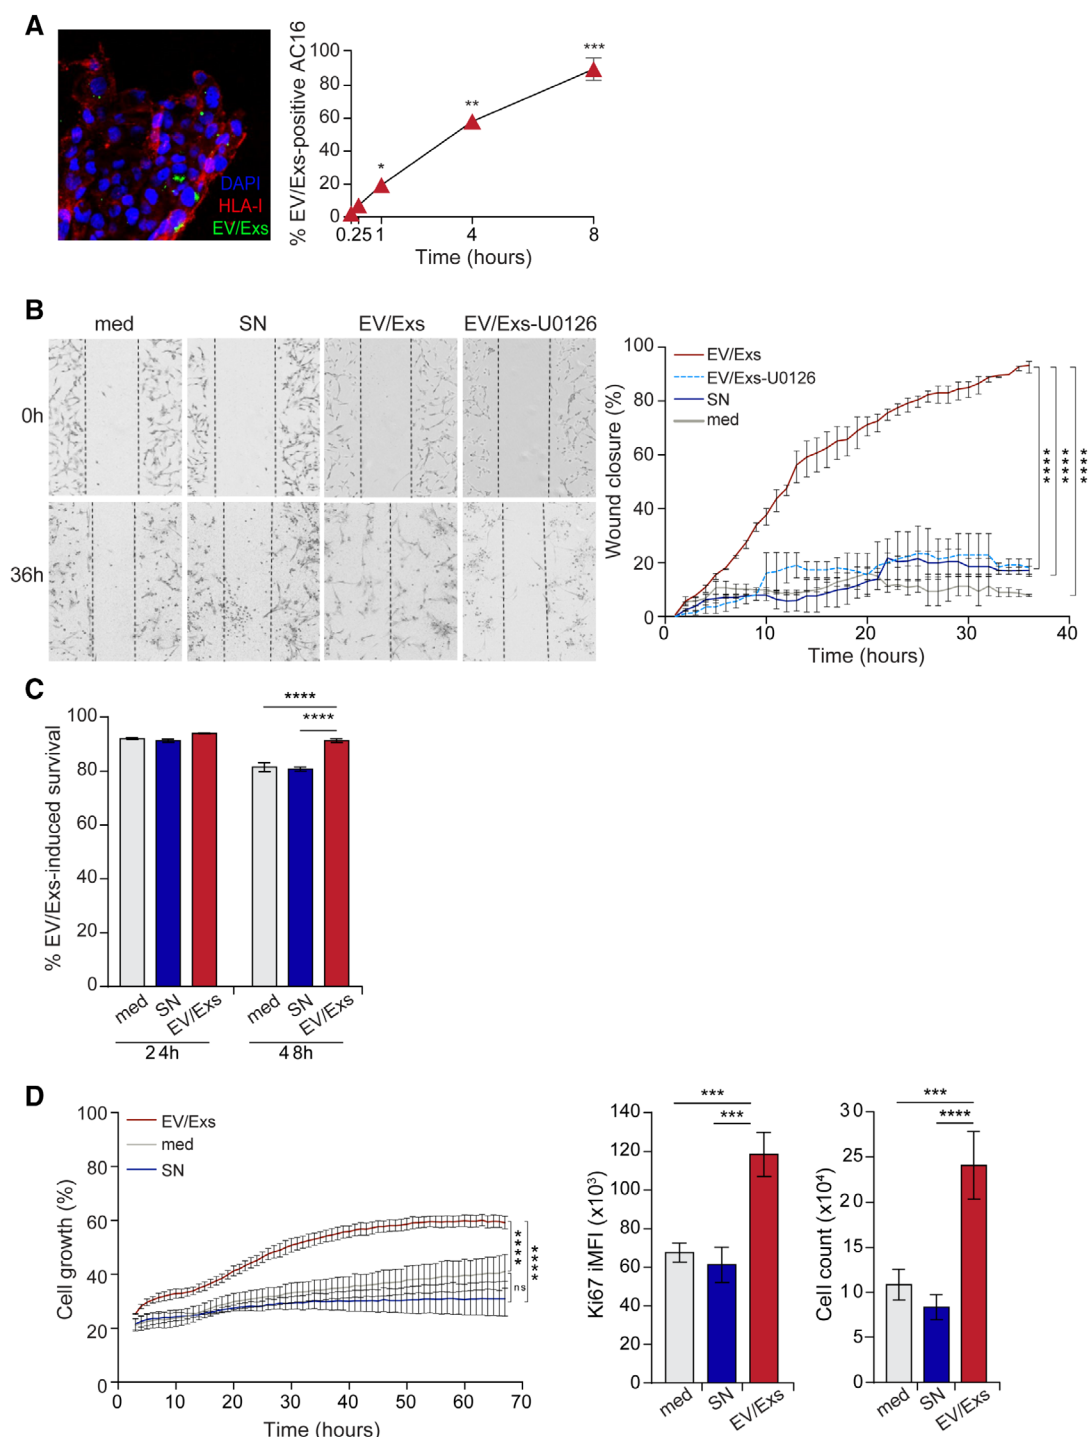 A
DAPI
HLA-I
EV/Exs
% EV/Exs-positive AC16
100
80
60
40
20
0
*
**
***
0.25 1 4 8
Time (hours)
B
med SN EV/Exs EV/Exs-U0126
0h
36h
Wound closure (%)
100
80
60
40
20
0
EV/Exs
EV/Exs-U0126
SN
med
****
****
****
0 10 20 30 40
Time (hours)
C
% EV/Exs-induced survival
100
80
60
40
20
0
****
****
med SN EV/Exs med SN EV/Exs
24h 48h
D
Cell growth (%)
100
80
60
40
20
0
EV/Exs
med
SN
****
****
ns
0 10 20 30 40 50 60 70
Time (hours)
Ki67 iMFI (x10³)
140
120
100
80
60
40
20
0
***
***
med SN EV/Exs
Cell count (x10⁴)
30
25
20
15
10
5
0
***
****
med SN EV/Exs